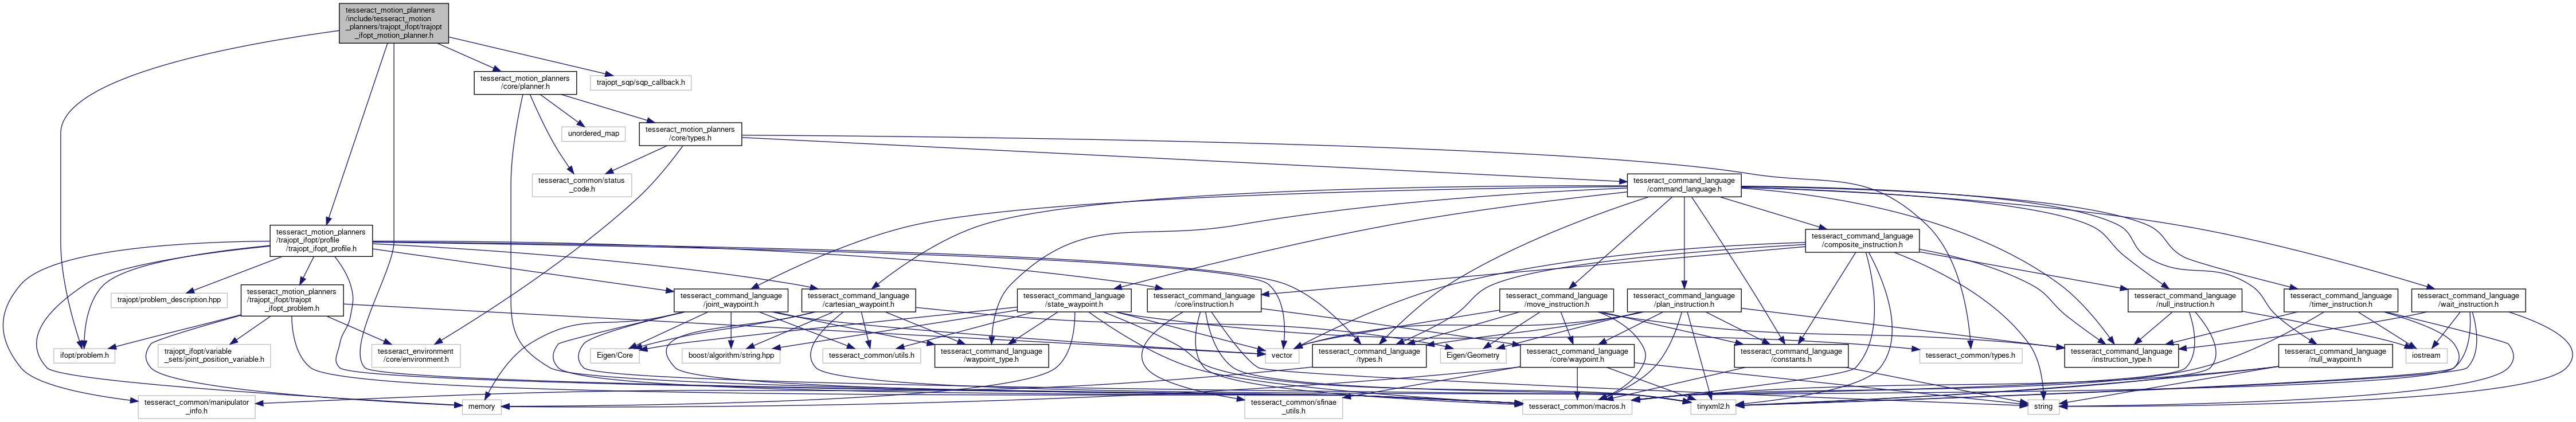 tesseract_motion_planners
/include/tesseract_motion
_planners/trajopt_ifopt/trajopt
_ifopt_motion_planner.h
tesseract_motion_planners
/core/planner.h
trajopt_sqp/sqp_callback.h
unordered_map
tesseract_motion_planners
/core/types.h
tesseract_common/status
_code.h
tesseract_command_language
/command_language.h
tesseract_motion_planners
/trajopt_ifopt/profile
/trajopt_ifopt_profile.h
tesseract_command_language
/composite_instruction.h
trajopt/problem_description.hpp
tesseract_motion_planners
/trajopt_ifopt/trajopt
_ifopt_problem.h
tesseract_command_language
/joint_waypoint.h
tesseract_command_language
/cartesian_waypoint.h
tesseract_command_language
/state_waypoint.h
tesseract_command_language
/core/instruction.h
tesseract_command_language
/move_instruction.h
tesseract_command_language
/plan_instruction.h
tesseract_command_language
/null_instruction.h
tesseract_command_language
/timer_instruction.h
tesseract_command_language
/wait_instruction.h
ifopt/problem.h
trajopt_ifopt/variable
_sets/joint_position_variable.h
tesseract_environment
/core/environment.h
Eigen/Core
boost/algorithm/string.hpp
tesseract_common/utils.h
tesseract_command_language
/waypoint_type.h
vector
tesseract_command_language
/types.h
Eigen/Geometry
tesseract_command_language
/core/waypoint.h
tesseract_command_language
/constants.h
tesseract_common/types.h
tesseract_command_language
/instruction_type.h
tesseract_command_language
/null_waypoint.h
iostream
tesseract_common/manipulator
_info.h
memory
tesseract_common/sfinae
_utils.h
tesseract_common/macros.h
tinyxml2.h
string